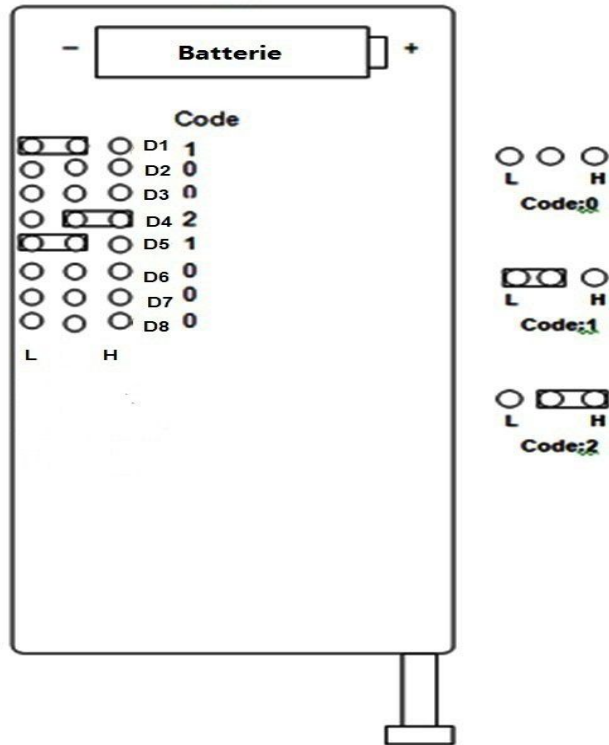 − Batterie +
Code
D1 1
D2 0
D3 0
D4 2
D5 1
D6 0
D7 0
D8 0
L H
L H
Code;0
L H
Code;1
L H
Code;2